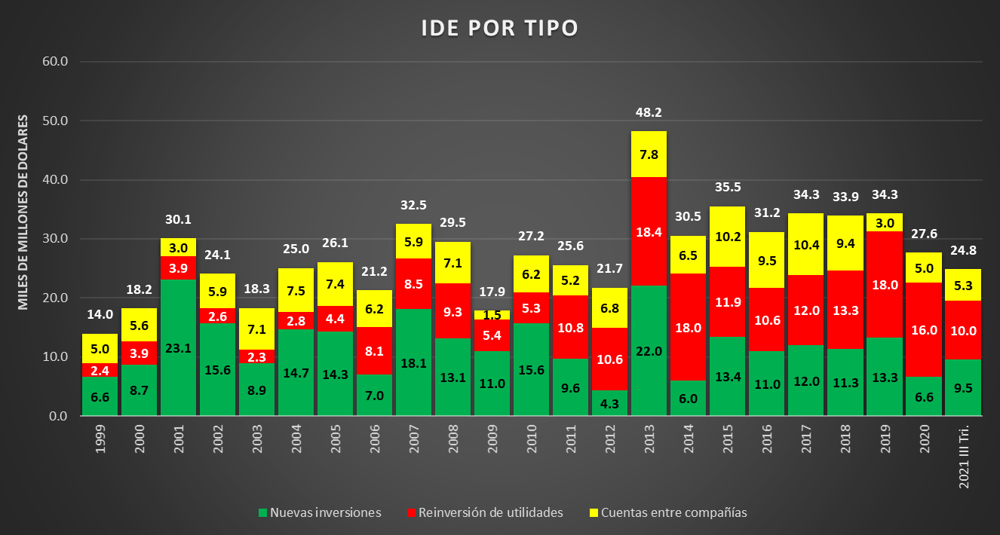 IDE POR TIPO
MILES DE MILLONES DE DOLARES
60.0
50.0
40.0
30.0
20.0
10.0
0.0
14.0 18.2 30.1 24.1 18.3 25.0 26.1 21.2 32.5 29.5 17.9 27.2 25.6 21.7 48.2 30.5 35.5 31.2 34.3 33.9 34.3 27.6 24.8
5.0 5.6 3.0 5.9 7.1 7.5 7.4 6.2 5.9 7.1 1.5 6.2 5.2 6.8 7.8 6.5 10.2 9.5 10.4 9.4 3.0 5.0 5.3
2.4 3.9 3.9 2.6 2.3 2.8 4.4 8.1 8.5 9.3 5.4 5.3 10.8 10.6 18.4 18.0 11.9 10.6 12.0 13.3 18.0 16.0 10.0
6.6 8.7 23.1 15.6 8.9 14.7 14.3 7.0 18.1 13.1 11.0 15.6 9.6 4.3 22.0 6.0 13.4 11.0 12.0 11.3 13.3 6.6 9.5
1999 2000 2001 2002 2003 2004 2005 2006 2007 2008 2009 2010 2011 2012 2013 2014 2015 2016 2017 2018 2019 2020 2021 III Tri.
Nuevas inversiones Reinversión de utilidades Cuentas entre compañías